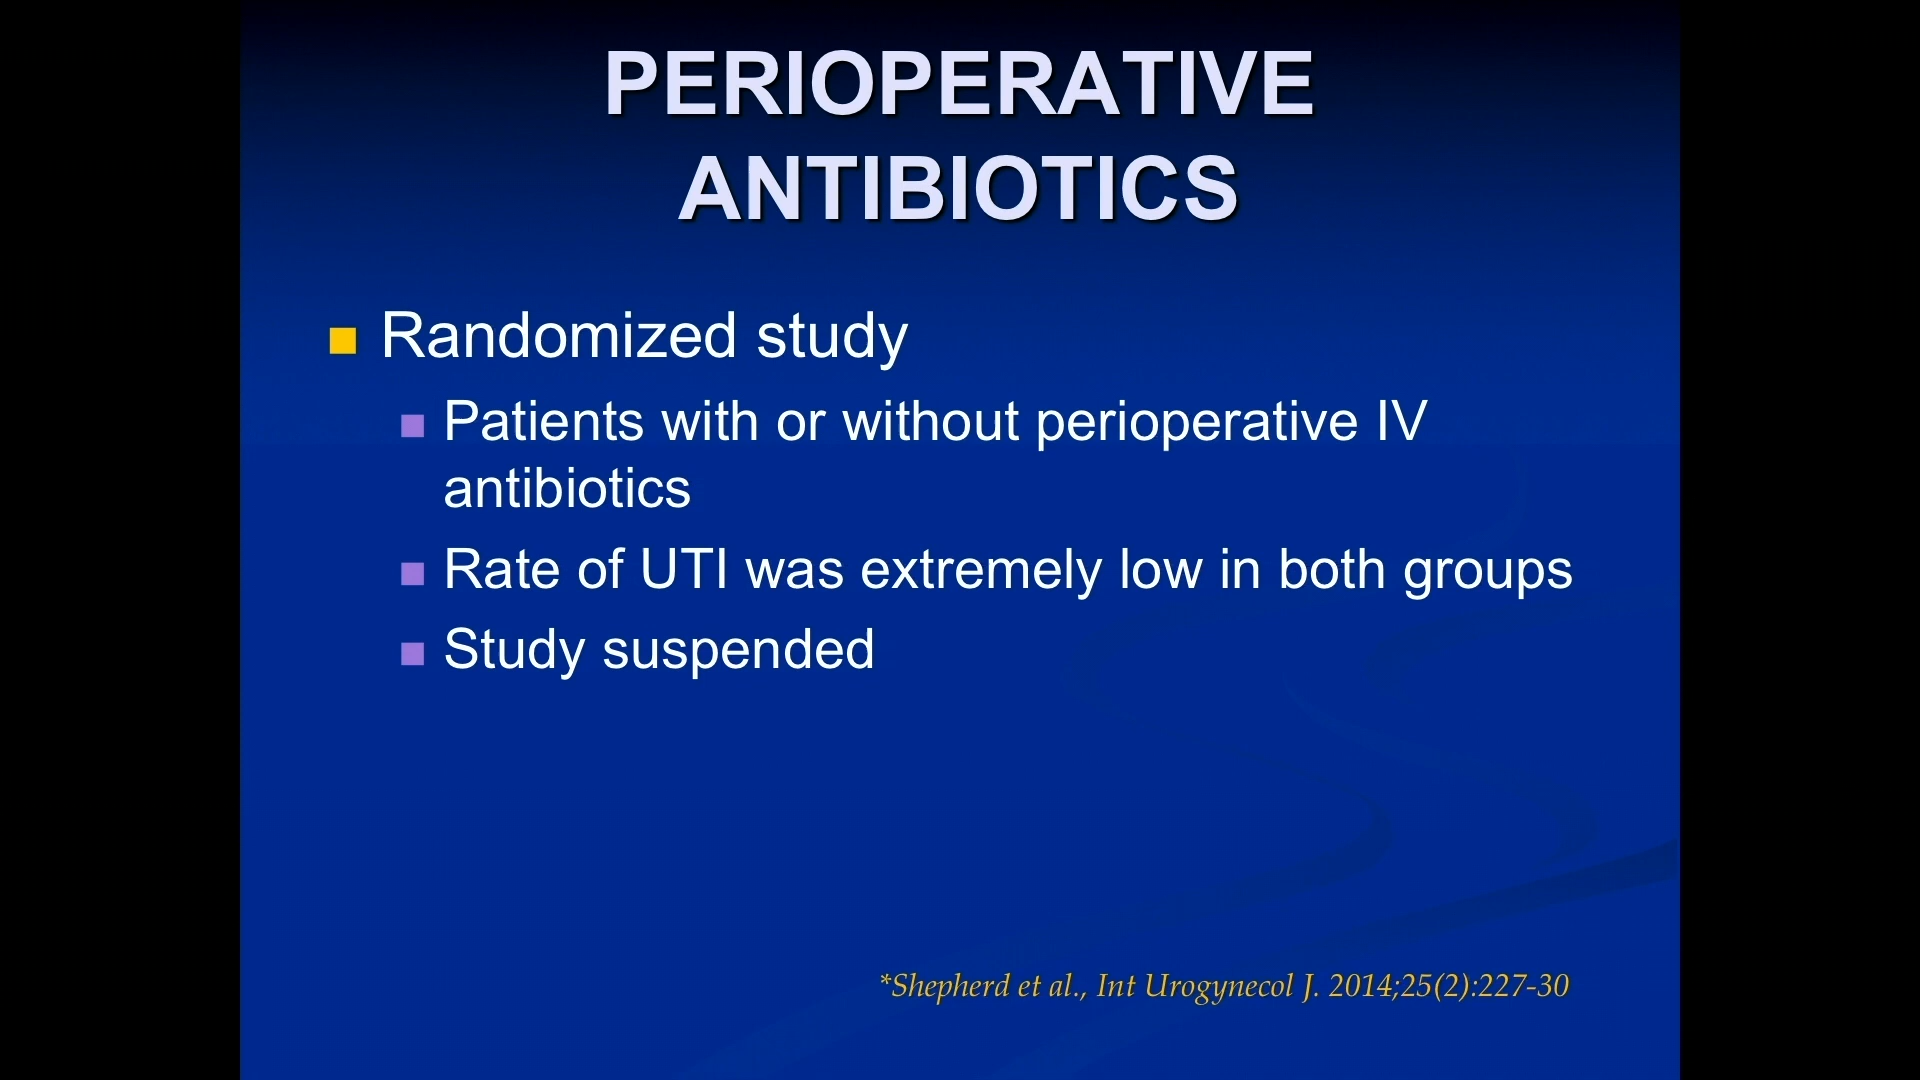 PERIOPERATIVE
ANTIBIOTICS
Randomized study
Patients with or without perioperative IV
antibiotics
Rate of UTI was extremely low in both groups
Study suspended
*Shepherd et al., Int Urogynecol J. 2014;25(2):227-30